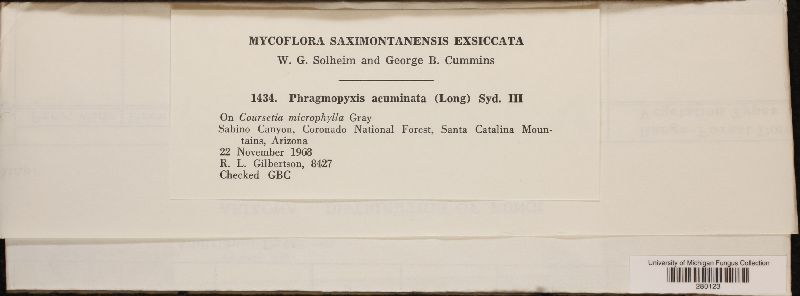 MYCOFLORA SAXIMONTANENSIS EXSICCATA
W. G. Solheim and George B. Cummins
1434. Phragmopyxis acuminata (Long) Syd. III
On Coursetia microphylla Gray
Sabino Canyon, Coronado National Forest, Santa Catalina Moun-
tains, Arizona
22 November 1968
R. L. Gilbertson, 8427
Checked GBC
University of Michigan Fungus Collection
280123